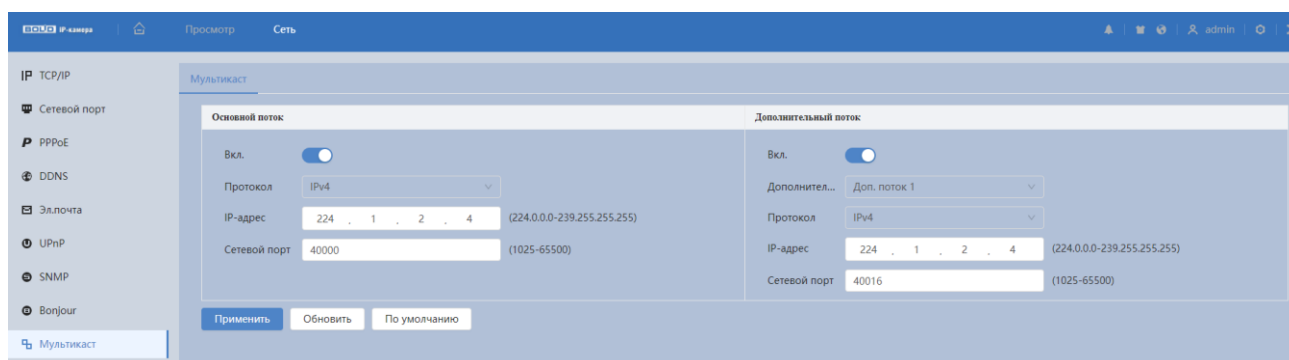 BOLID IP-камера Просмотр Сеть admin
IP TCP/IP
Сетевой порт
P PPPoE
DDNS
Эл.почта
UPnP
SNMP
Bonjour
Мультикаст
Мультикаст
Основной поток
Вкл.
Протокол IPv4
IP-адрес 224 . 1 . 2 . 4 (224.0.0.0-239.255.255.255)
Сетевой порт 40000 (1025-65500)
Дополнительный поток
Вкл.
Дополнител... Доп. поток 1
Протокол IPv4
IP-адрес 224 . 1 . 2 . 4 (224.0.0.0-239.255.255.255)
Сетевой порт 40016 (1025-65500)
Применить Обновить По умолчанию